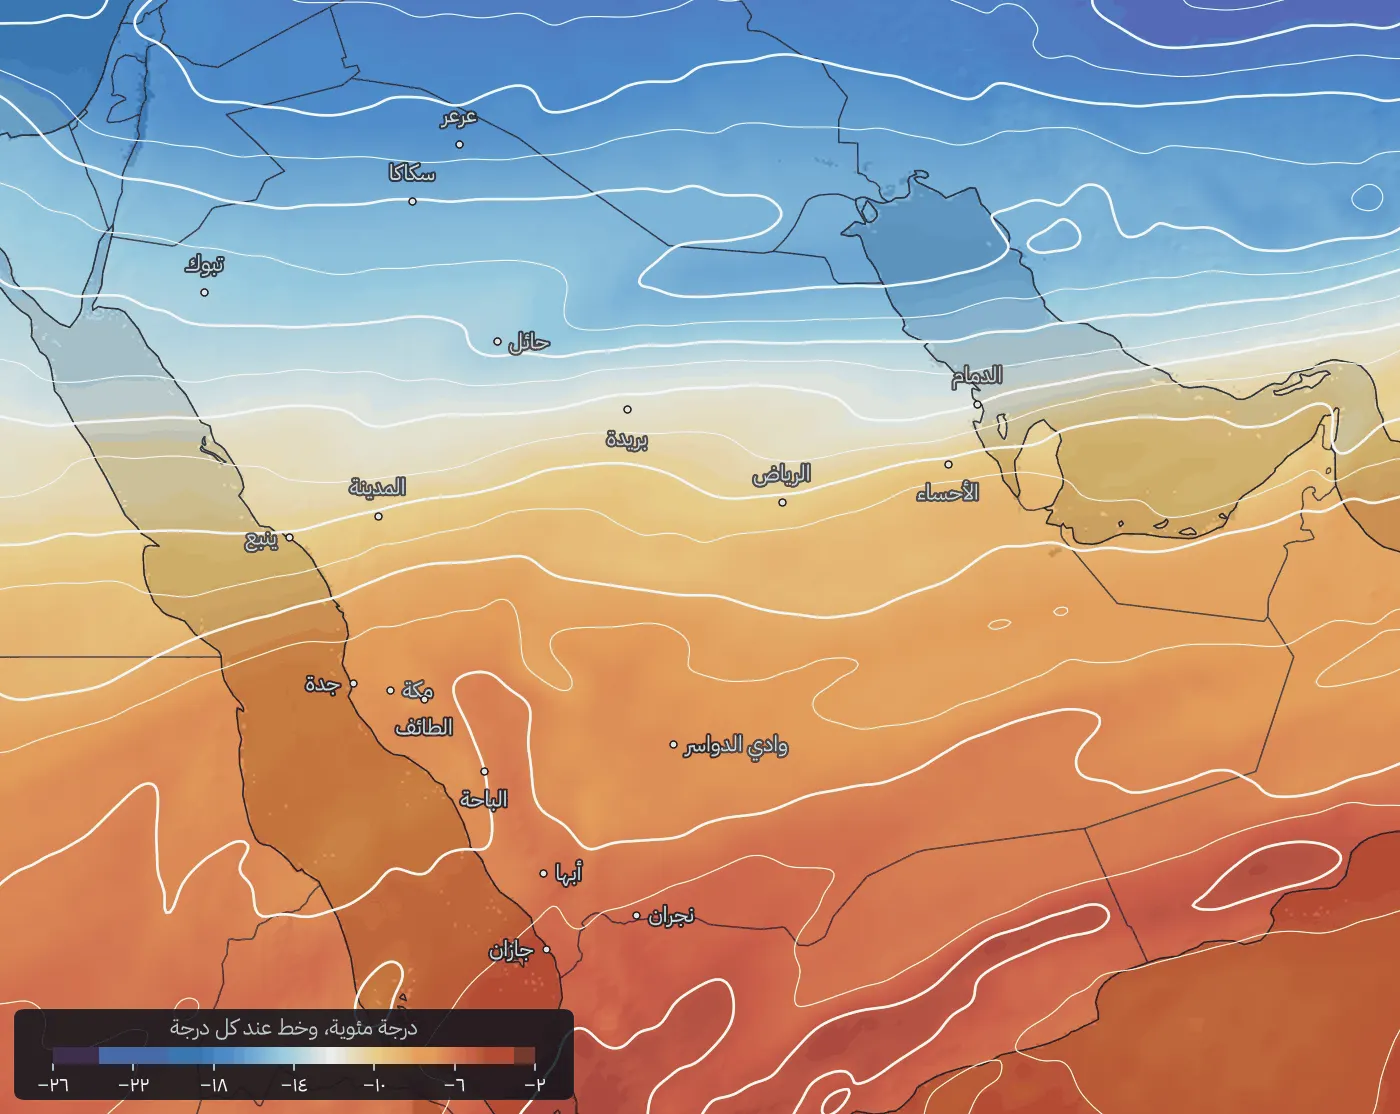 عرعر
سكاكا
تبوك
حائل
الدمام
بريدة
الرياض
الأحساء
المدينة
ينبع
جدة
مكة
الطائف
وادي الدواسر
الباحة
أبها
نجران
جازان
درجة مئوية، وخط عند كل درجة
−٢٦ −٢٢ −١٨ −١٤ −١٠ −٦ −٢